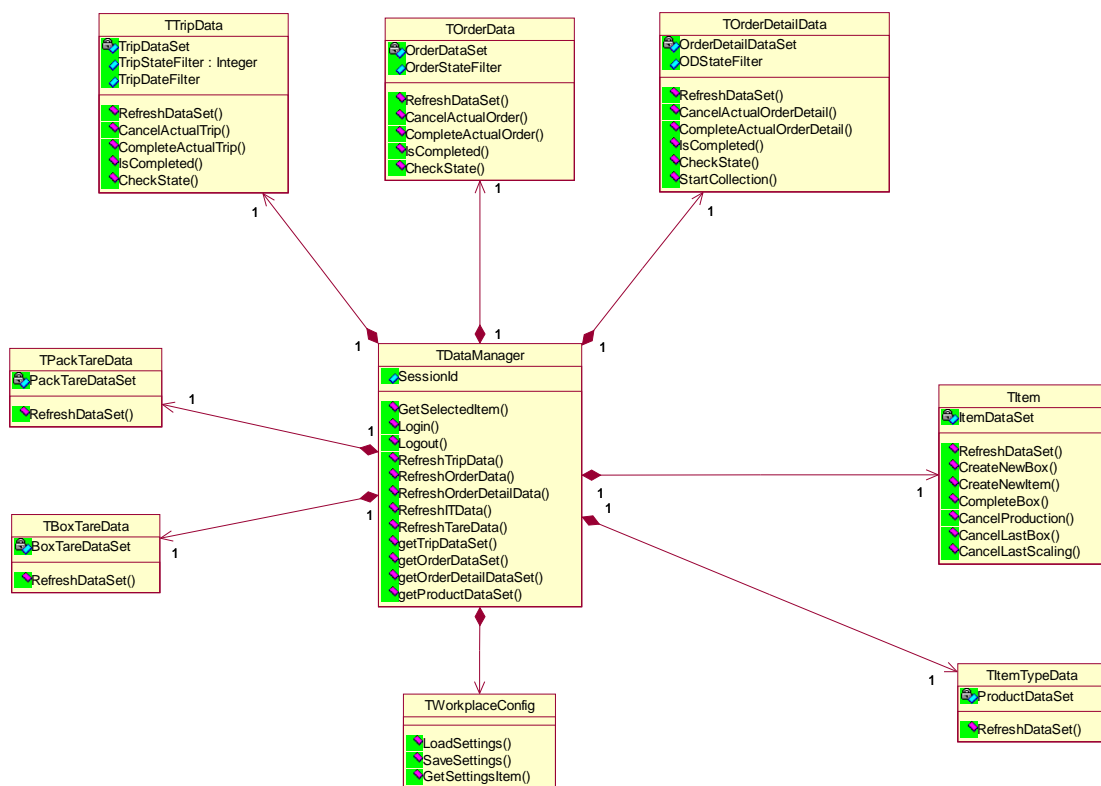 TTripData
TripDataSet
TripStateFilter : Integer
TripDateFilter
RefreshDataSet()
CancelActualTrip()
CompleteActualTrip()
IsCompleted()
CheckState()
TOrderData
OrderDataSet
OrderStateFilter
RefreshDataSet()
CancelActualOrder()
CompleteActualOrder()
IsCompleted()
CheckState()
TOrderDetailData
OrderDetailDataSet
ODStateFilter
RefreshDataSet()
CancelActualOrderDetail()
CompleteActualOrderDetail()
IsCompleted()
CheckState()
StartCollection()
1
1
1
1
1
1
TPackTareData
PackTareDataSet
RefreshDataSet()
1
1
TDataManager
SessionId
GetSelectedItem()
Login()
Logout()
RefreshTripData()
RefreshOrderData()
RefreshOrderDetailData()
RefreshITData()
RefreshTareData()
getTripDataSet()
getOrderDataSet()
getOrderDetailDataSet()
getProductDataSet()
TItem
ItemDataSet
RefreshDataSet()
CreateNewBox()
CreateNewItem()
CompleteBox()
CancelProduction()
CancelLastBox()
CancelLastScaling()
1
1
1
TBoxTareData
BoxTareDataSet
RefreshDataSet()
1
1
TWorkplaceConfig
LoadSettings()
SaveSettings()
GetSettingsItem()
TItemTypeData
ProductDataSet
RefreshDataSet()
1